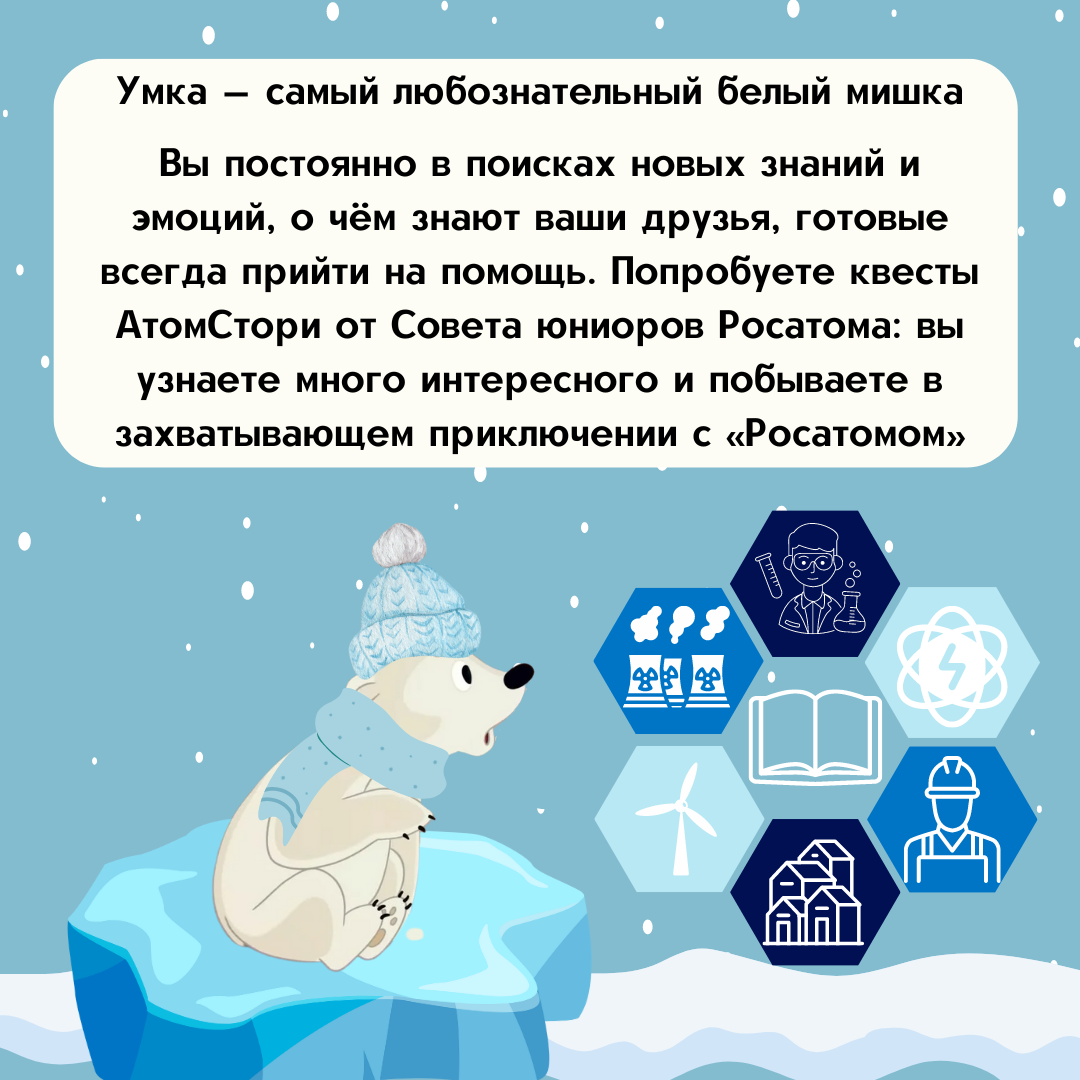 Умка – самый любознательный белый мишка
Вы постоянно в поисках новых знаний и
эмоций, о чём знают ваши друзья, готовые
всегда прийти на помощь. Попробуете квесты
АтомСтори от Совета юниоров Росатома: вы
узнаете много интересного и побываете в
захватывающем приключении с «Росатомом»